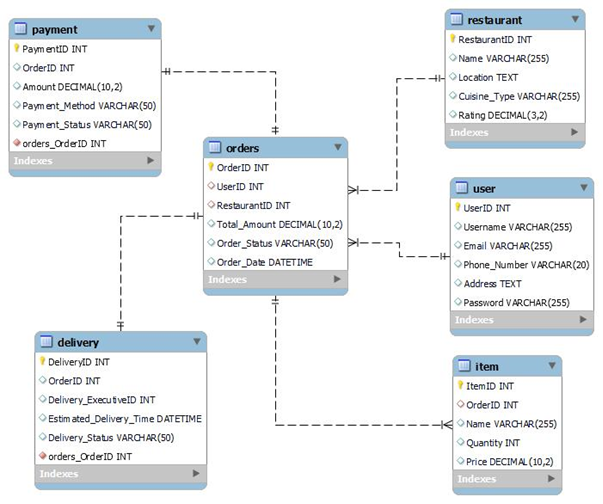 payment
PaymentID INT
OrderID INT
Amount DECIMAL(10,2)
Payment_Method VARCHAR(50)
Payment_Status VARCHAR(50)
orders_OrderID INT
Indexes
restaurant
RestaurantID INT
Name VARCHAR(255)
Location TEXT
Cuisine_Type VARCHAR(255)
Rating DECIMAL(3,2)
Indexes
orders
OrderID INT
UserID INT
RestaurantID INT
Total_Amount DECIMAL(10,2)
Order_Status VARCHAR(50)
Order_Date DATETIME
Indexes
user
UserID INT
Username VARCHAR(255)
Email VARCHAR(255)
Phone_Number VARCHAR(20)
Address TEXT
Password VARCHAR(255)
Indexes
delivery
DeliveryID INT
OrderID INT
Delivery_ExecutiveID INT
Estimated_Delivery_Time DATETIME
Delivery_Status VARCHAR(50)
orders_OrderID INT
Indexes
item
ItemID INT
OrderID INT
Name VARCHAR(255)
Quantity INT
Price DECIMAL(10,2)
Indexes